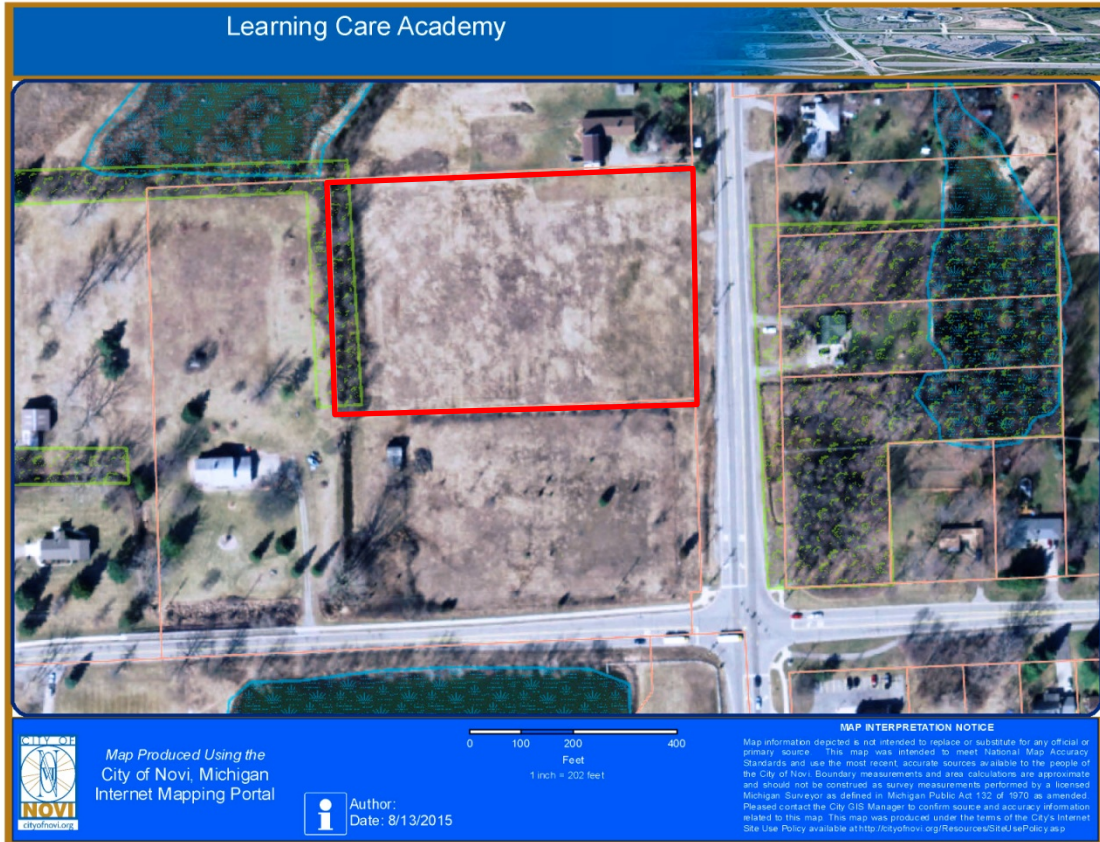 Learning Care Academy
CITY OF
NOVI
cityofnovi.org
Map Produced Using the
City of Novi, Michigan
Internet Mapping Portal
i
Author:
Date: 8/13/2015
0 100 200 400
Feet
1 inch = 202 feet
MAP INTERPRETATION NOTICE
Map information depicted is not intended to replace or substitute for any official or
primary source. This map was intended to meet National Map Accuracy
Standards and use the most recent, accurate sources available to the people of
the City of Novi. Boundary measurements and area calculations are approximate
and should not be construed as survey measurements performed by a licensed
Michigan Surveyor as defined in Michigan Public Act 132 of 1970 as amended.
Pleased contact the City GIS Manager to confirm source and accuracy information
related to this map. This map was produced under the terms of the City's Internet
Site Use Policy available at http://cityofnovi.org/Resources/SiteUsePolicy.asp